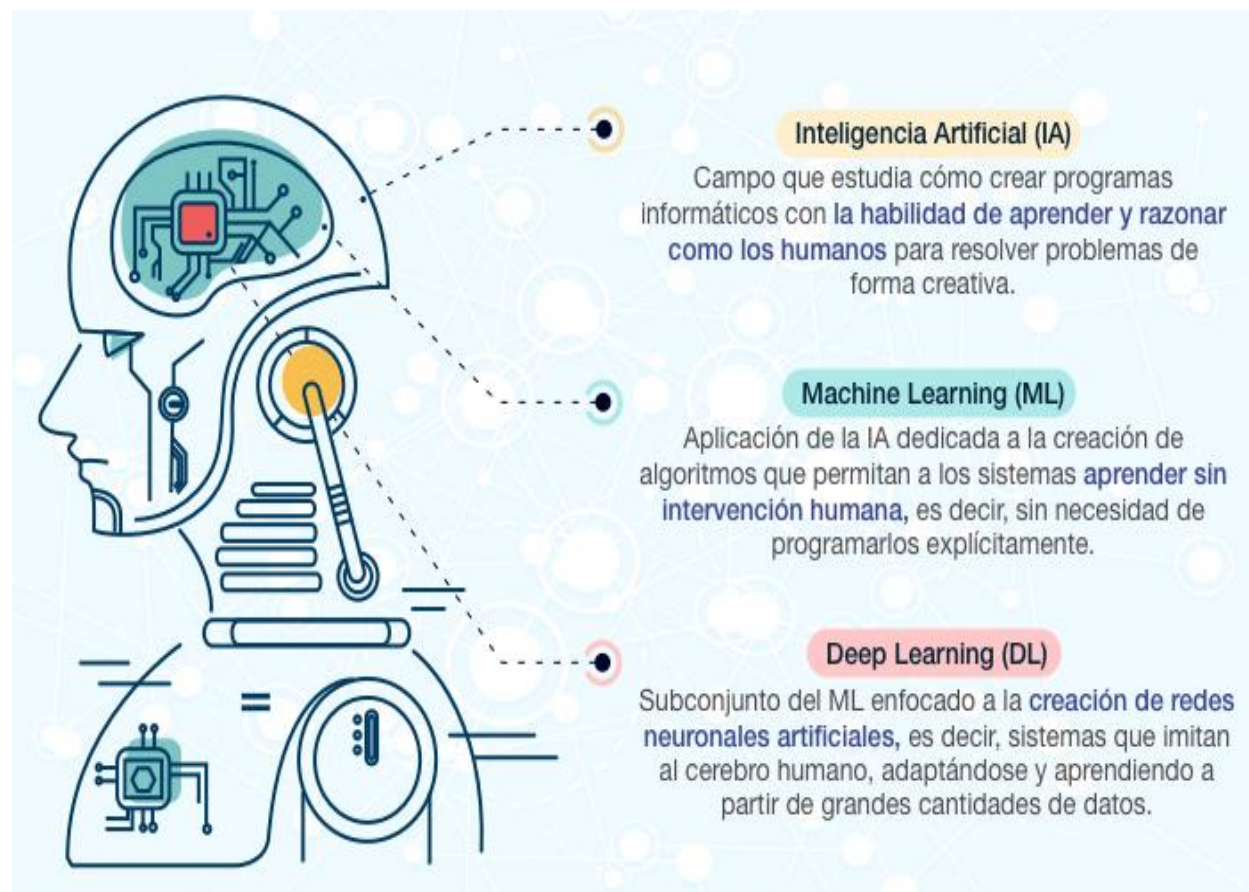 Inteligencia Artificial (IA)
Campo que estudia cómo crear programas
informáticos con la habilidad de aprender y razonar
como los humanos para resolver problemas de
forma creativa.
Machine Learning (ML)
Aplicación de la IA dedicada a la creación de
algoritmos que permitan a los sistemas aprender sin
intervención humana, es decir, sin necesidad de
programarlos explícitamente.
Deep Learning (DL)
Subconjunto del ML enfocado a la creación de redes
neuronales artificiales, es decir, sistemas que imitan
al cerebro humano, adaptándose y aprendiendo a
partir de grandes cantidades de datos.